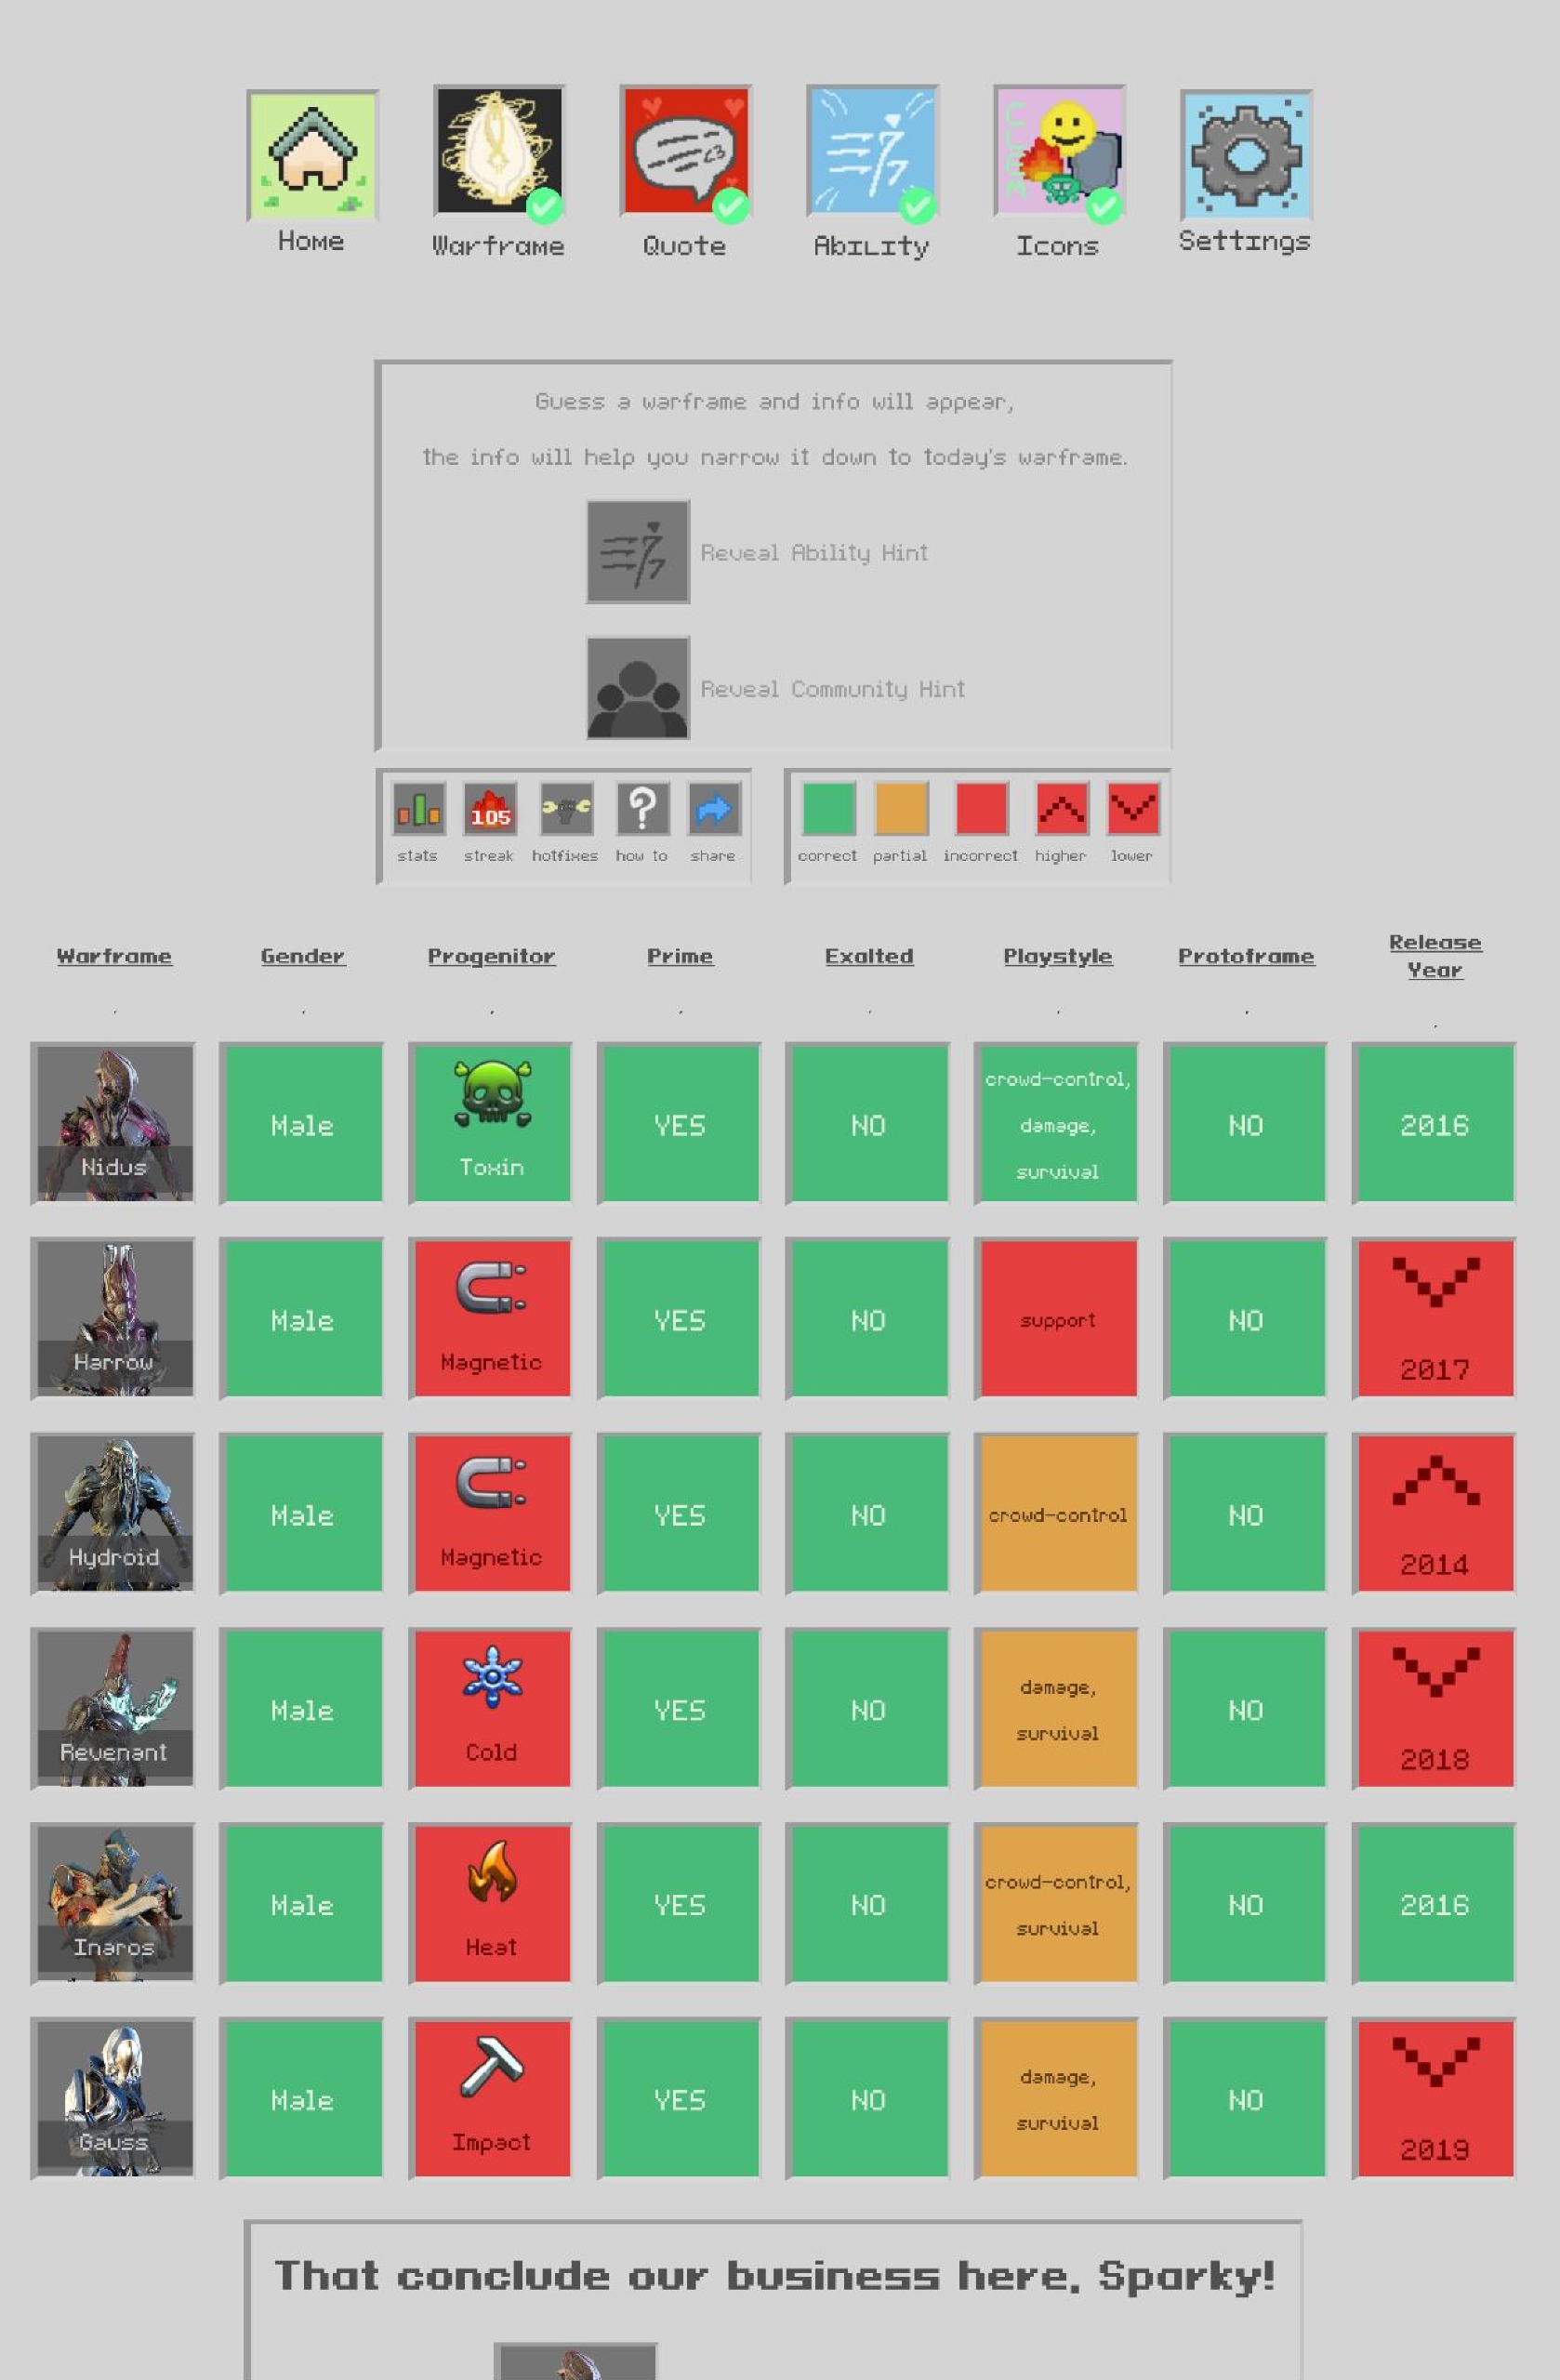 Home
Warframe
Quote
Ability
Icons
Settings
Guess a warframe and info will appear,
the info will help you narrow it down to today's warframe.
Reveal Ability Hint
Reveal Community Hint
105
stats
streak
hotfixes
how to
share
correct
partial
incorrect
higher
lower
Warframe
Gender
Progenitor
Prime
Exalted
Playstyle
Protoframe
Release
Year
Nidus
Male
Toxin
YES
NO
crowd-control,
damage,
survival
NO
2016
Harrow
Male
Magnetic
YES
NO
support
NO
2017
Hydroid
Male
Magnetic
YES
NO
crowd-control
NO
2014
Revenant
Male
Cold
YES
NO
damage,
survival
NO
2018
Inaros
Male
Heat
YES
NO
crowd-control,
survival
NO
2016
Gauss
Male
Impact
YES
NO
damage,
survival
NO
2019
That conclude our business here, Sparky!